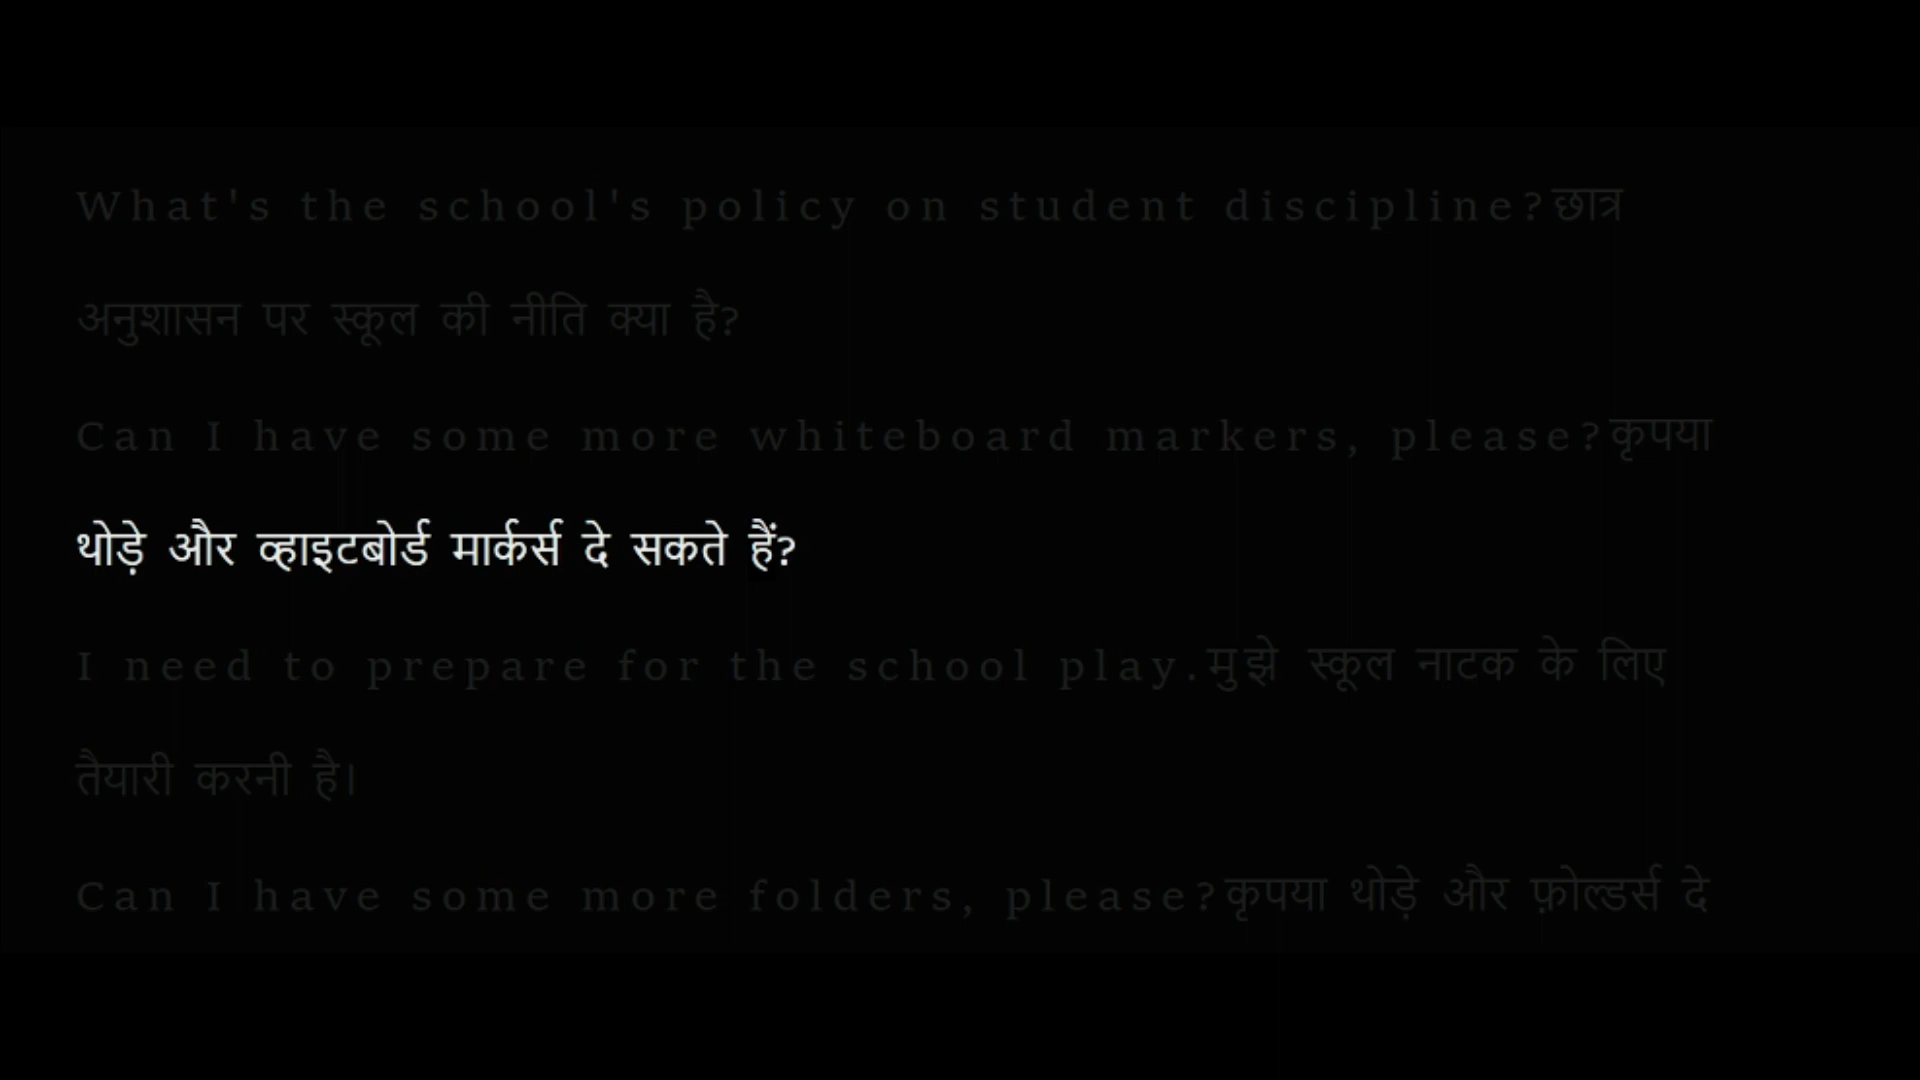 What's the school's policy on student discipline?छात्र
अनुशासन पर स्कूल की नीति क्या है?
Can I have some more whiteboard markers, please?कृपया
थोड़े और व्हाइटबोर्ड मार्कर्स दे सकते हैं?
I need to prepare for the school play.मुझे स्कूल नाटक के लिए
तैयारी करनी है।
Can I have some more folders, please?कृपया थोड़े और फ़ोल्डर्स दे